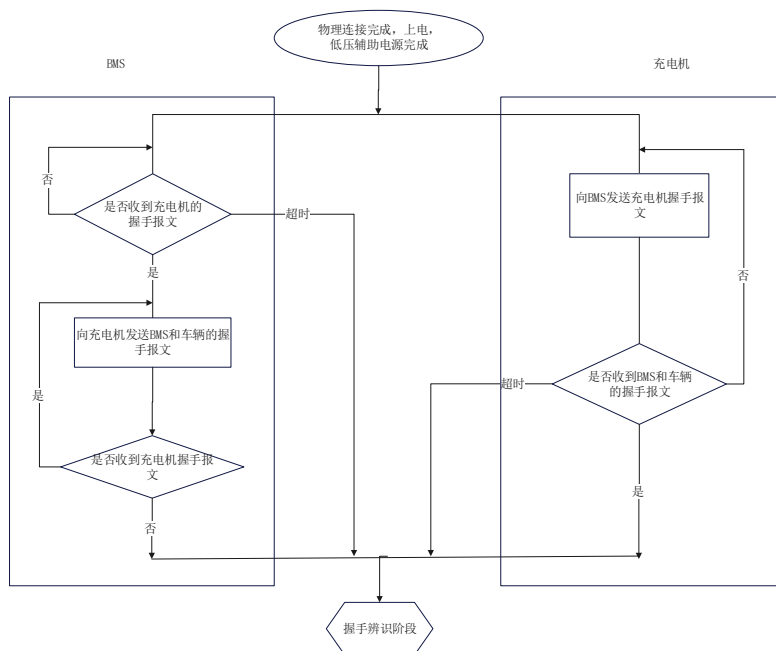 物理连接完成，上电，
低压辅助电源完成
BMS
充电机
否
是否收到充电机的
握手报文
超时
是
向充电机发送BMS和车辆的握
手报文
是
是否收到充电机握手报
文
否
向BMS发送充电机握手报
文
否
是否收到BMS和车辆
的握手报文
超时
是
握手辨识阶段